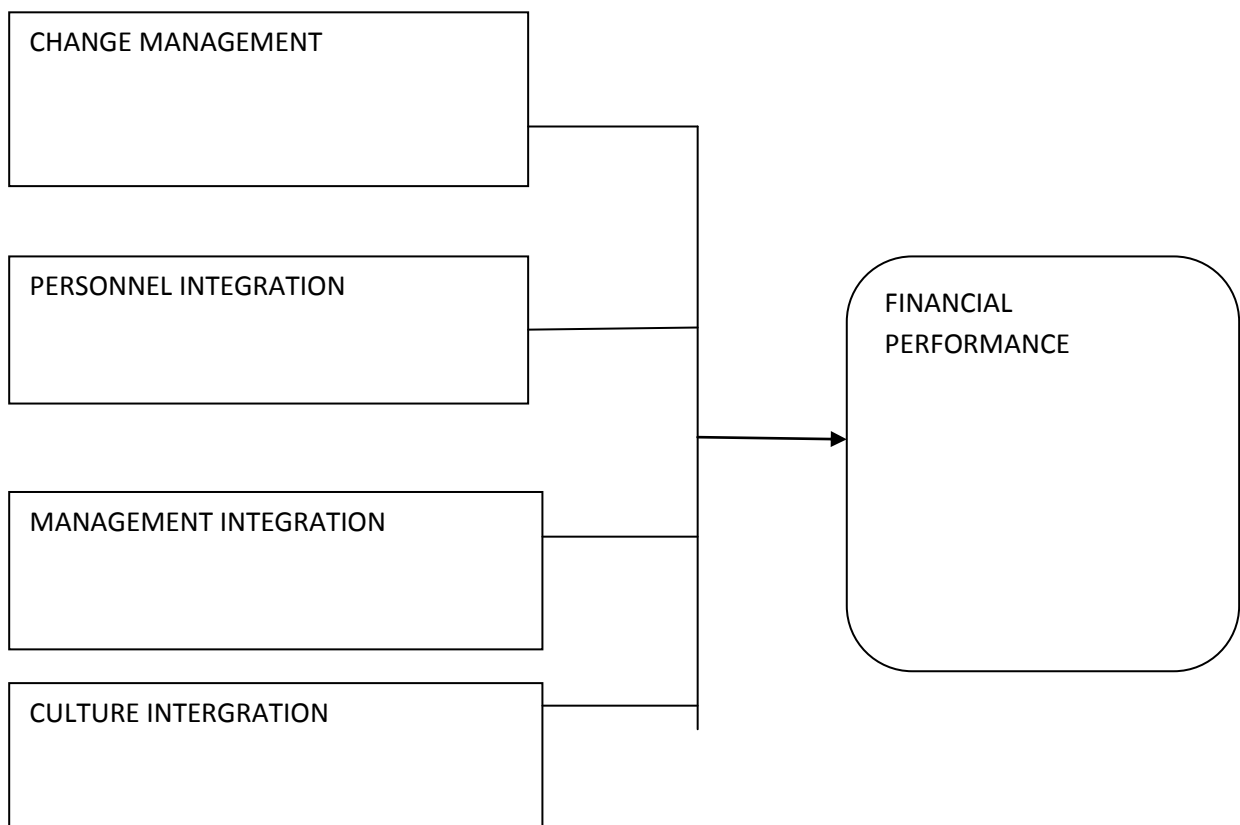 CHANGE MANAGEMENT
PERSONNEL INTEGRATION
FINANCIAL
PERFORMANCE
MANAGEMENT INTEGRATION
CULTURE INTERGRATION